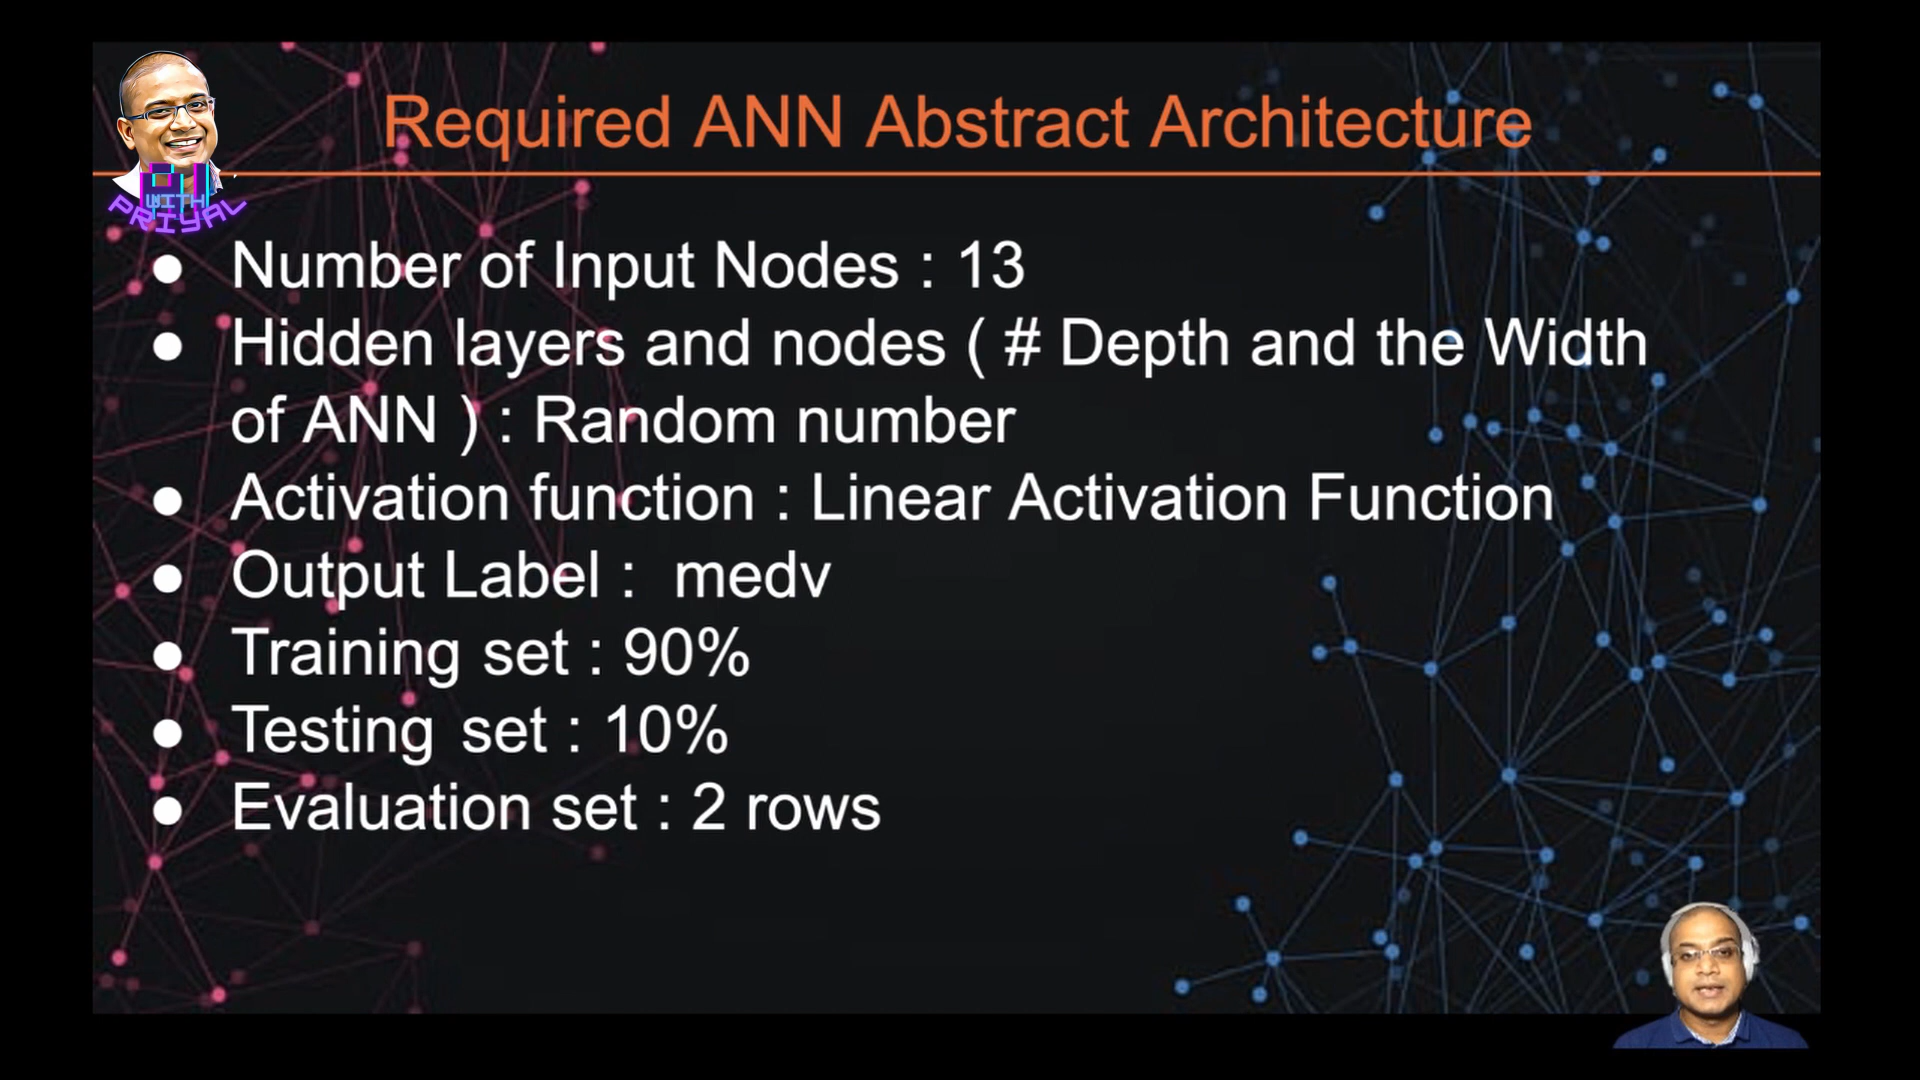 Required ANN Abstract Architecture
WITH
PRIYAL
● Number of Input Nodes : 13
● Hidden layers and nodes ( # Depth and the Width
of ANN ) : Random number
● Activation function : Linear Activation Function
● Output Label : medv
● Training set : 90%
● Testing set : 10%
● Evaluation set : 2 rows